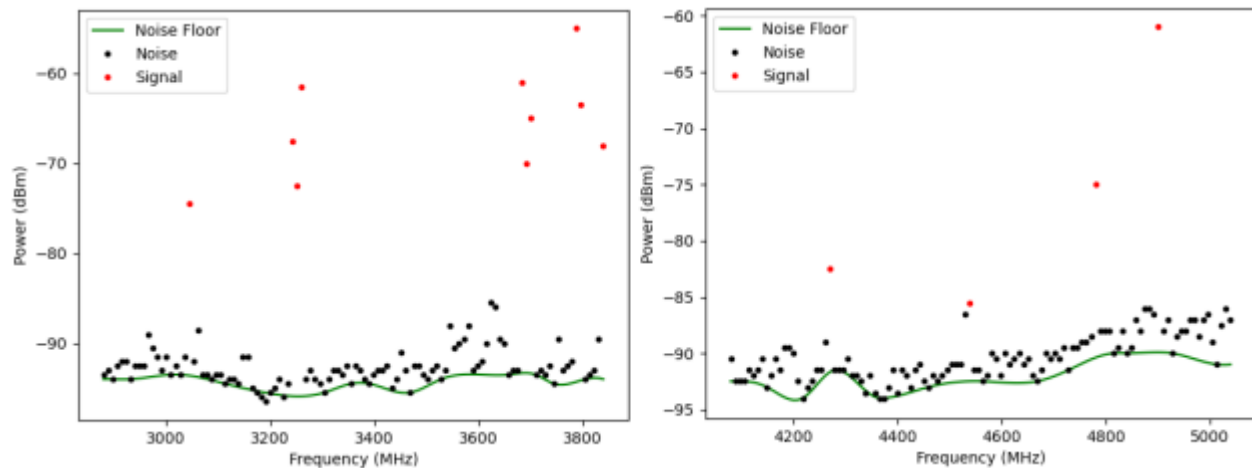 Noise Floor
Noise
Signal
−60
−70
−80
−90
Power (dBm)
3000 3200 3400 3600 3800
Frequency (MHz)
Noise Floor
Noise
Signal
−60
−65
−70
−75
−80
−85
−90
−95
Power (dBm)
4200 4400 4600 4800 5000
Frequency (MHz)